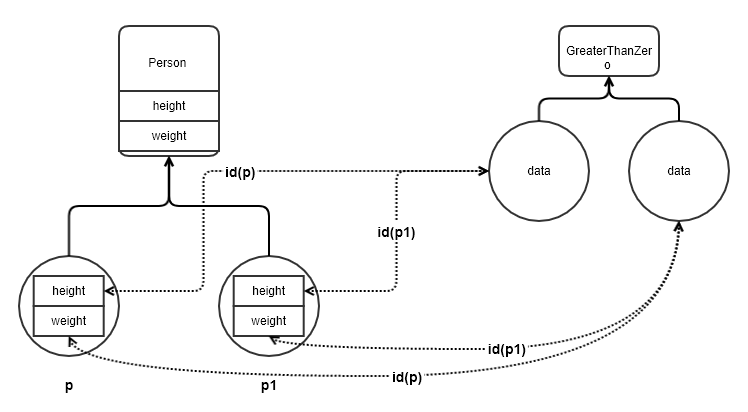 Person
GreaterThanZer
o
height
weight
id(p)
data
data
id(p1)
height
weight
height
weight
id(p1)
id(p)
p
p1